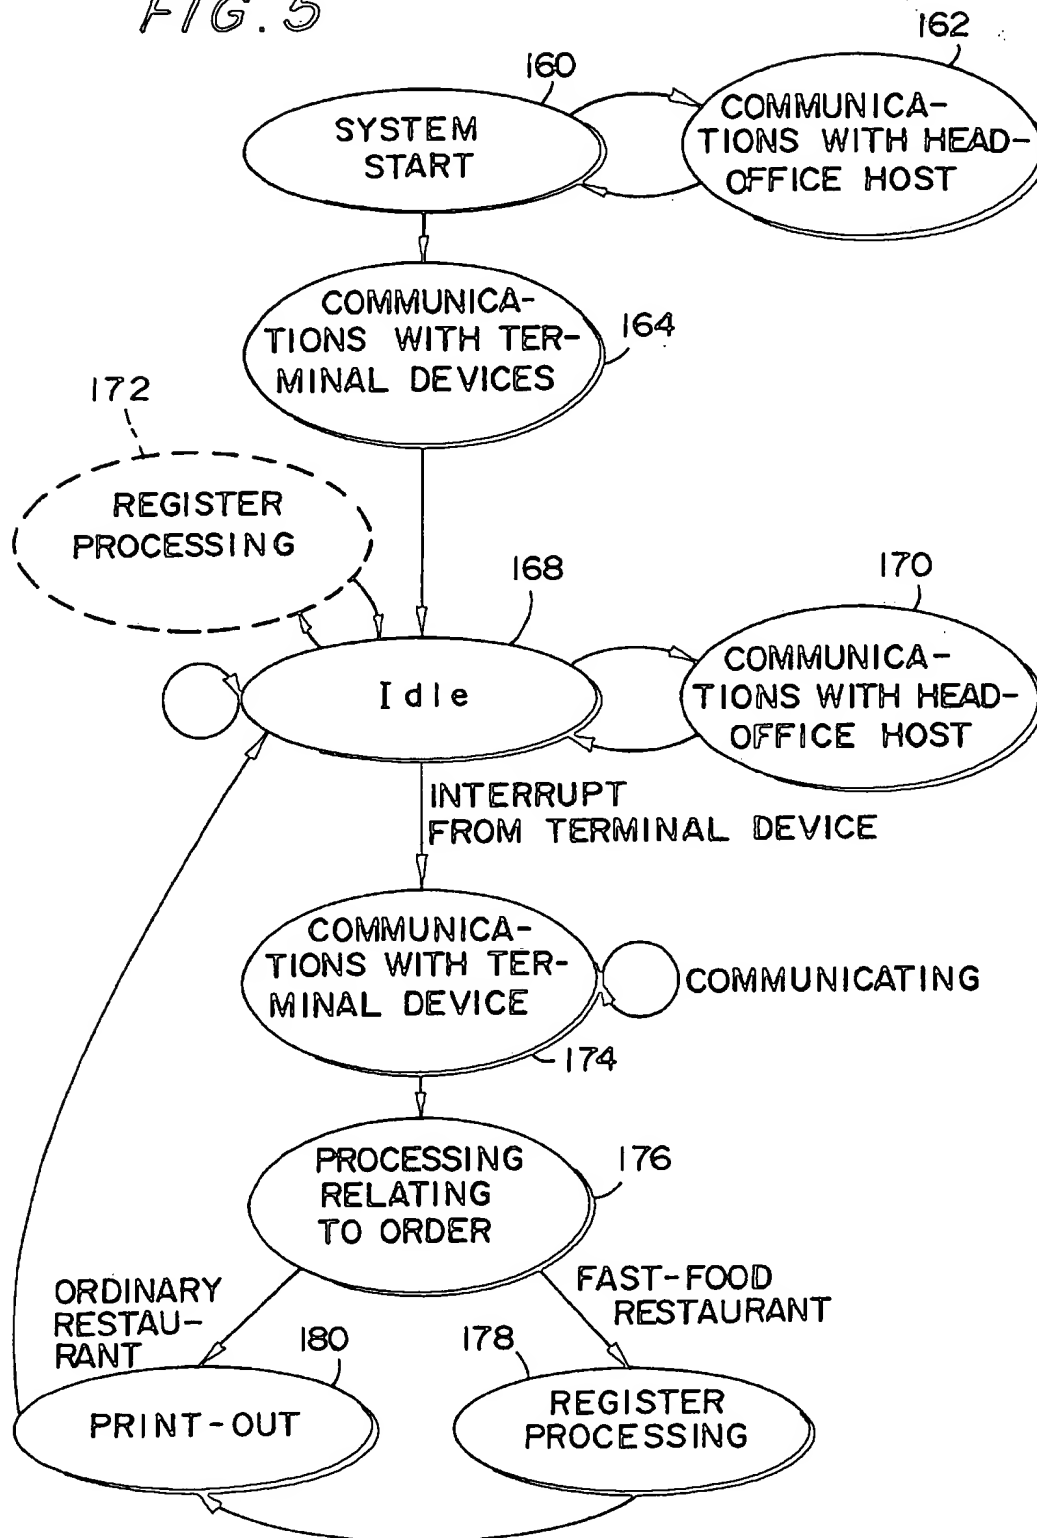 FIG. 5
160
162
SYSTEM
START
COMMUNICA-
TIONS WITH HEAD-
OFFICE HOST
COMMUNICA-
TIONS WITH TER-
MINAL DEVICES
164
172
REGISTER
PROCESSING
168
170
Idle
COMMUNICA-
TIONS WITH HEAD-
OFFICE HOST
INTERRUPT
FROM TERMINAL DEVICE
COMMUNICA-
TIONS WITH TER-
MINAL DEVICE
COMMUNICATING
174
PROCESSING
RELATING
TO ORDER
176
ORDINARY
RESTAU-
RANT
FAST-FOOD
RESTAURANT
180
178
PRINT-OUT
REGISTER
PROCESSING